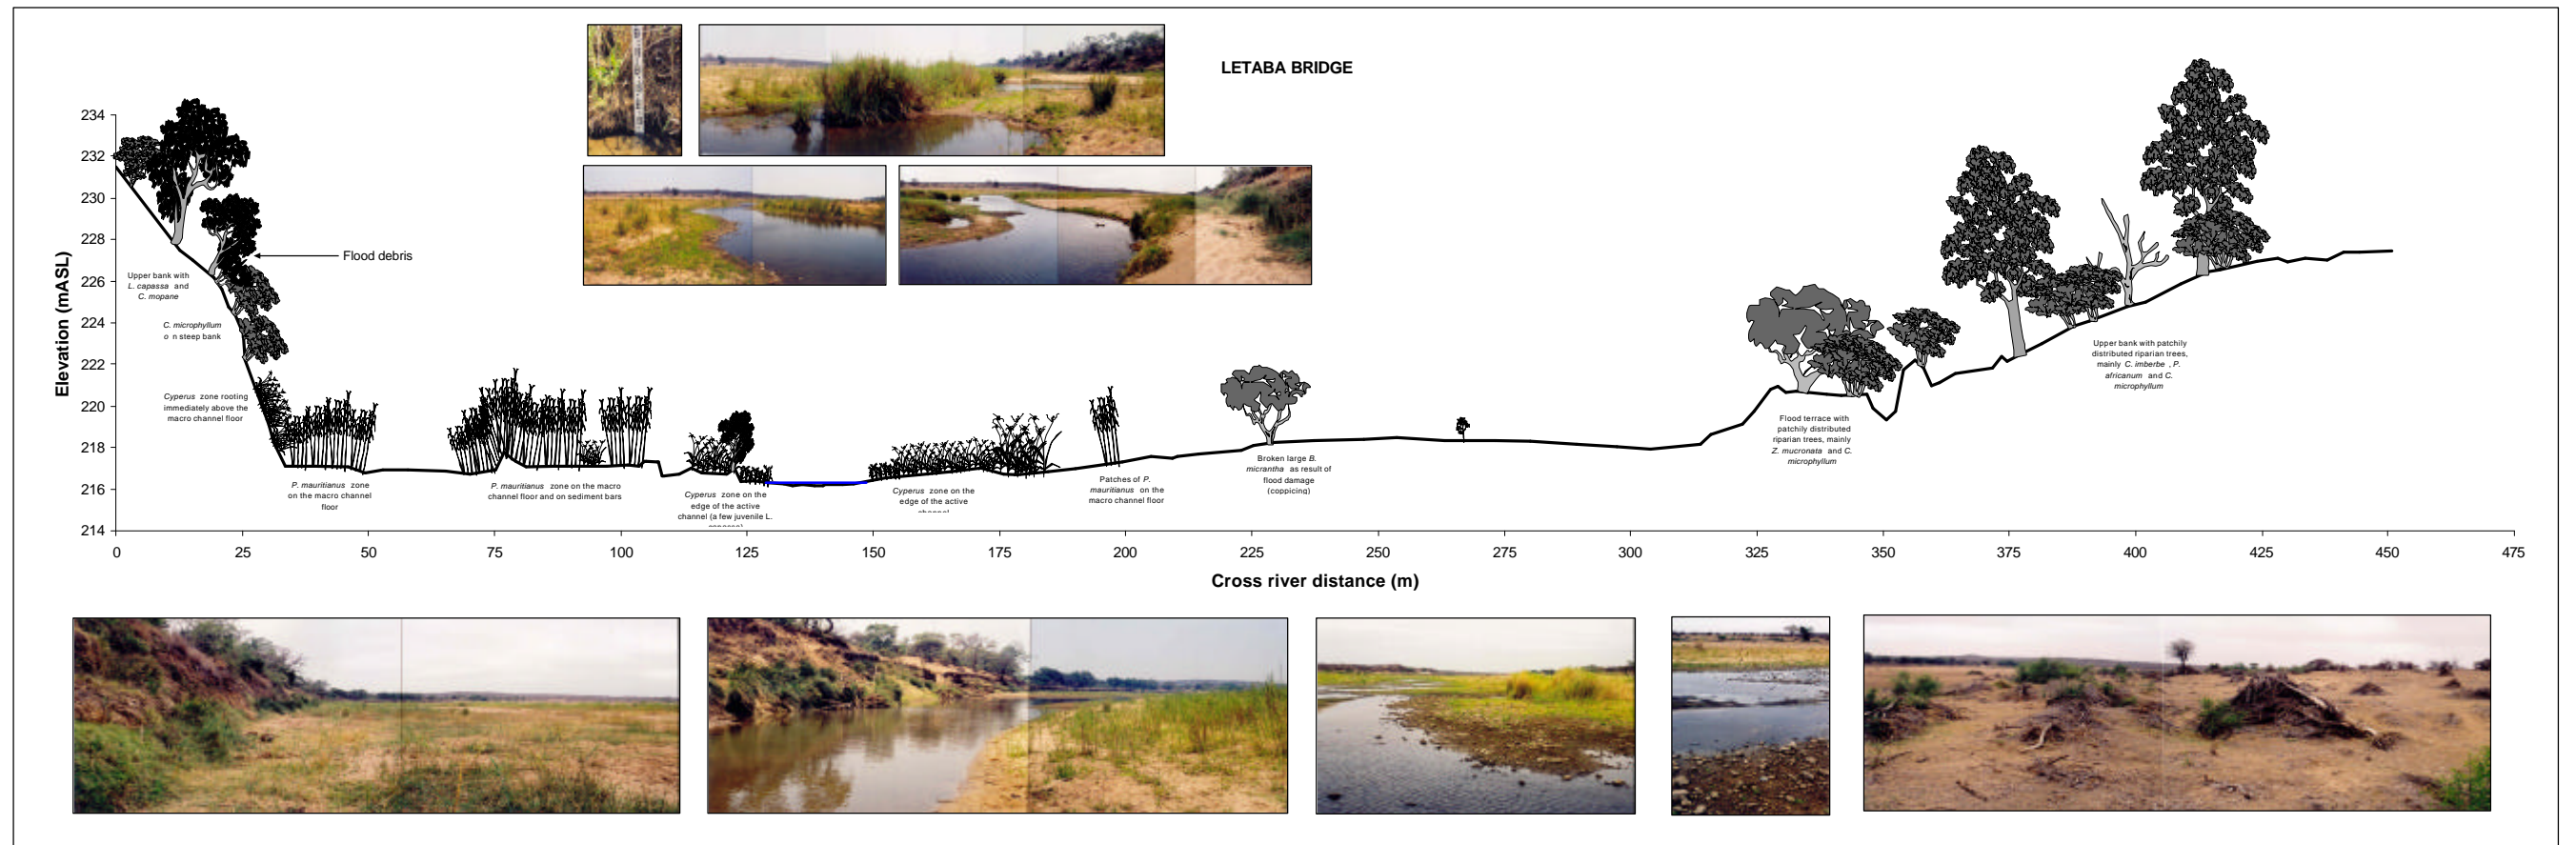 LETABA BRIDGE
Elevation (mASL)
234
232
230
228
226
224
222
220
218
216
214
Flood debris
Upper bank with
L. capassa and
C. mopane
C. microphyllum
o n steep bank
Cyperus zone rooting
immediately above the
macro channel floor
P. mauritianus zone
on the macro channel
floor
P. mauritianus zone on the macro
channel floor and on sediment bars
Cyperus zone on the
edge of the active
channel (a few juvenile L.
Cyperus zone on the
edge of the active
channel
Patches of P.
mauritianus on the
macro channel floor
Broken large B.
micrantha as result of
flood damage
(coppicing)
Flood terrace with
patchily distributed
riparian trees, mainly
Z. mucronata and C.
microphyllum
Upper bank with patchily
distributed riparian trees,
mainly C. imberbe , P.
africanum and C.
microphyllum
0 25 50 75 100 125 150 175 200 225 250 275 300 325 350 375 400 425 450 475
Cross river distance (m)